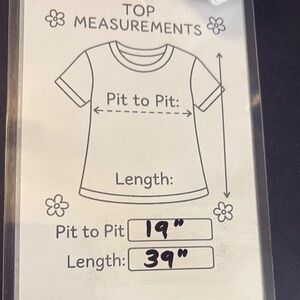 TOP
MEASUREMENTS
Pit to Pit:
Length:
Pit to Pit 19"
Length: 39"